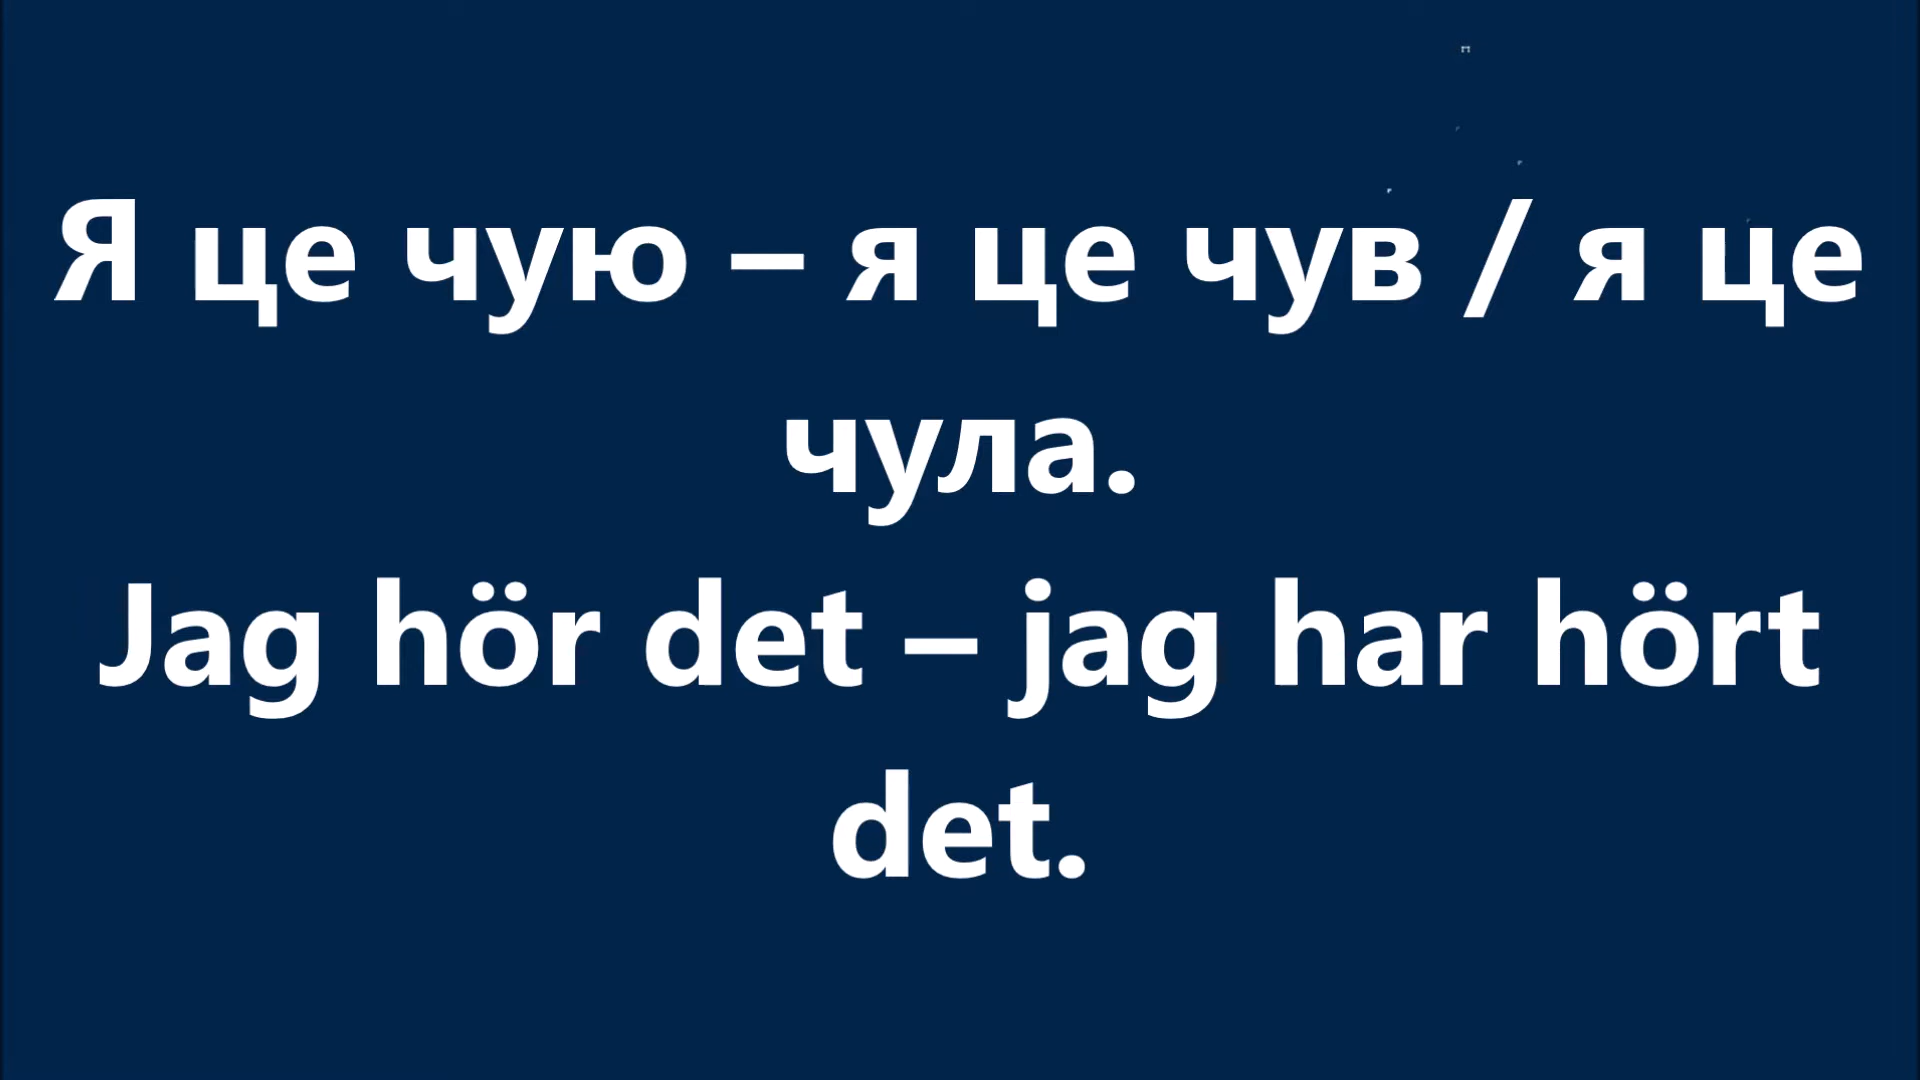 Я це чую – я це чув / я це
чула.
Jag hör det – jag har hört
det.